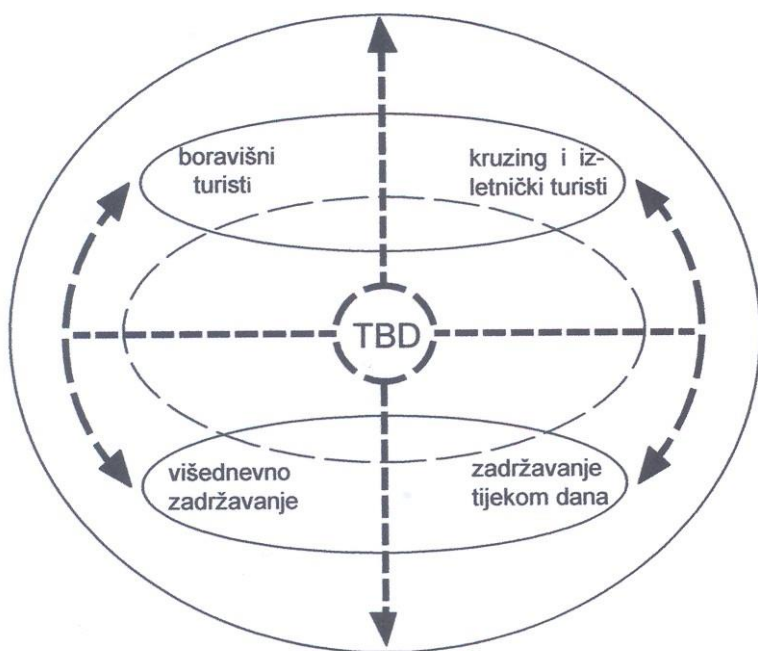 boravišni
turisti
kruzing i iz-
letnički turisti
TBD
višednevno
zadržavanje
zadržavanje
tijekom dana